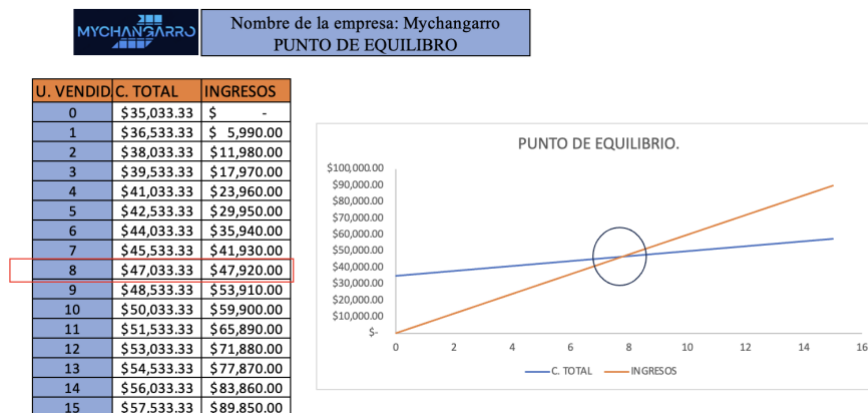 MYCHANGARRO
Nombre de la empresa: Mychangarro
PUNTO DE EQUILIBRO
U. VENDID C. TOTAL INGRESOS
0 $35,033.33 $ -
1 $36,533.33 $ 5,990.00
2 $38,033.33 $11,980.00
3 $39,533.33 $17,970.00
4 $41,033.33 $23,960.00
5 $42,533.33 $29,950.00
6 $44,033.33 $35,940.00
7 $45,533.33 $41,930.00
8 $47,033.33 $47,920.00
9 $48,533.33 $53,910.00
10 $50,033.33 $59,900.00
11 $51,533.33 $65,890.00
12 $53,033.33 $71,880.00
13 $54,533.33 $77,870.00
14 $56,033.33 $83,860.00
15 $57,533.33 $89,850.00
PUNTO DE EQUILIBRIO.
$100,000.00
$90,000.00
$80,000.00
$70,000.00
$60,000.00
$50,000.00
$40,000.00
$30,000.00
$20,000.00
$10,000.00
$-
0 2 4 6 8 10 12 14 16
C. TOTAL INGRESOS